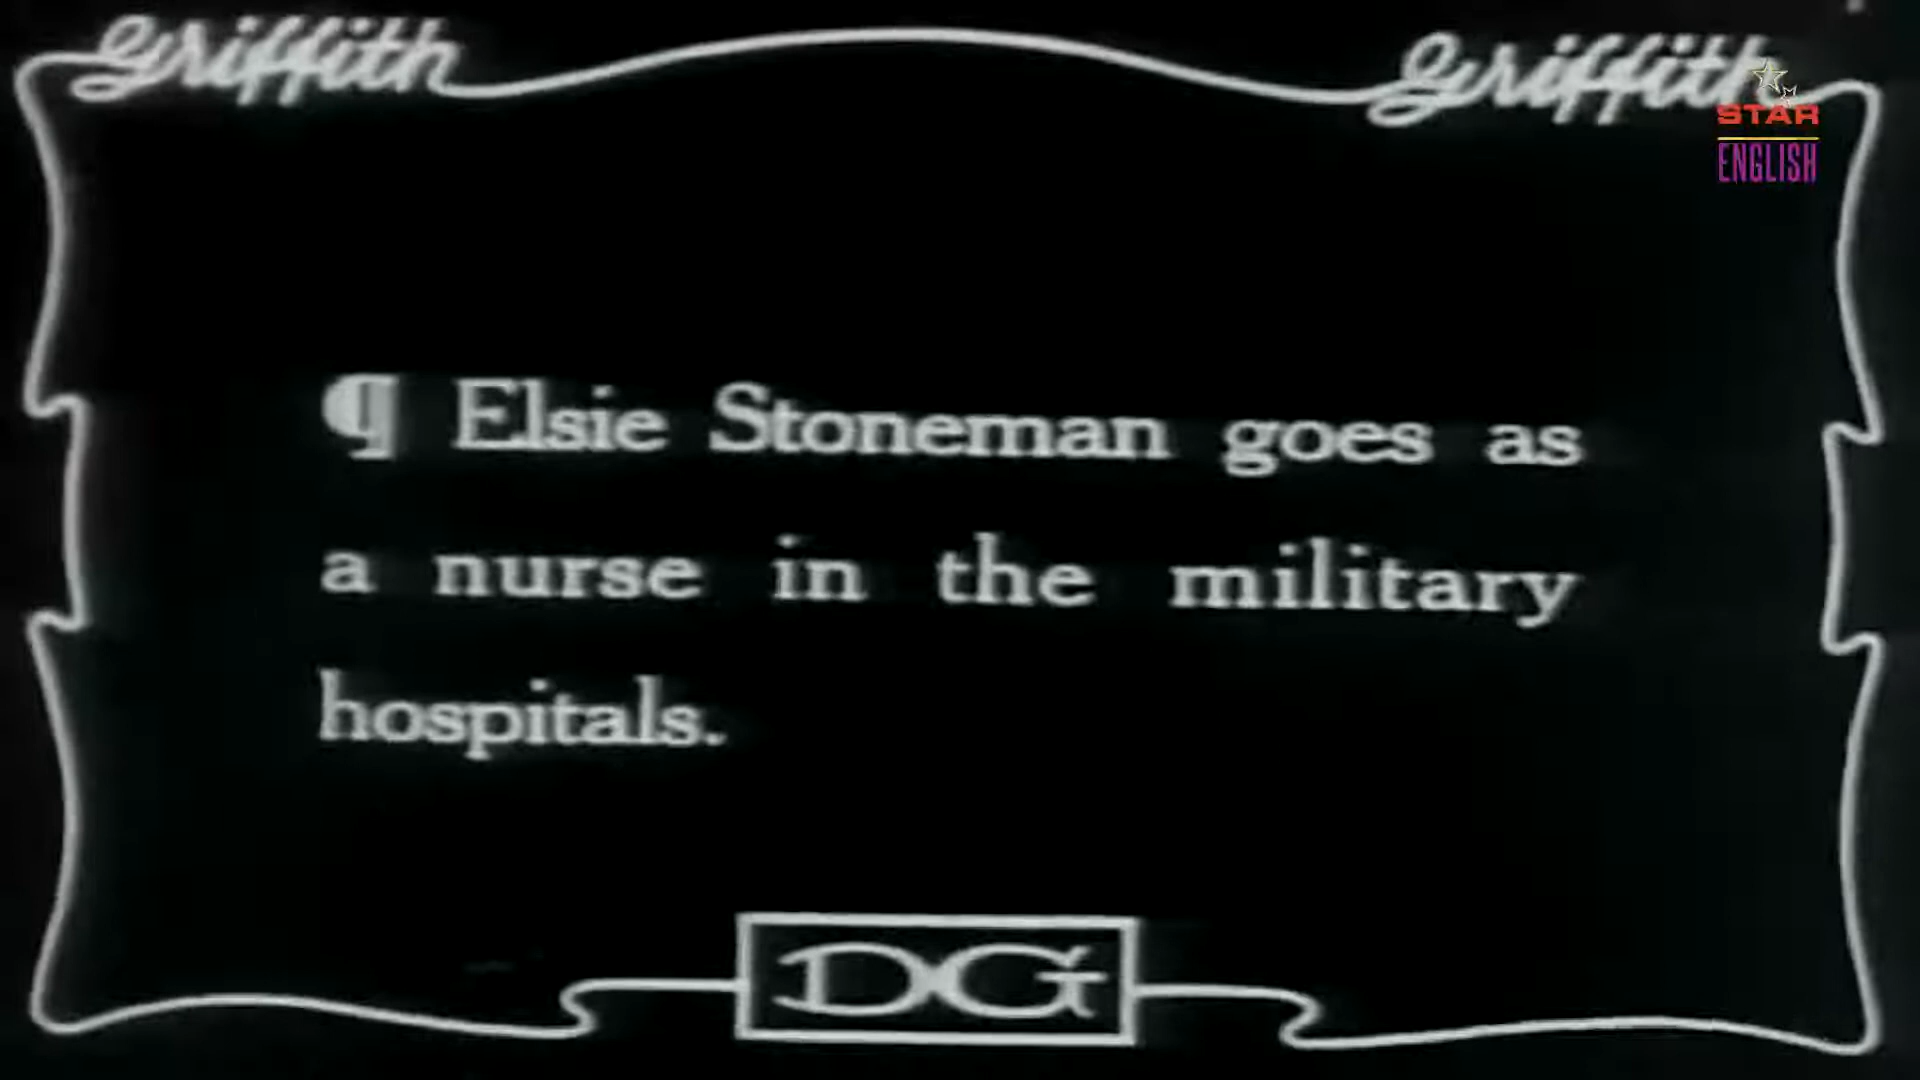 Griffith Griffith
STAR
ENGLISH
¶ Elsie Stoneman goes as
a nurse in the military
hospitals.
DG